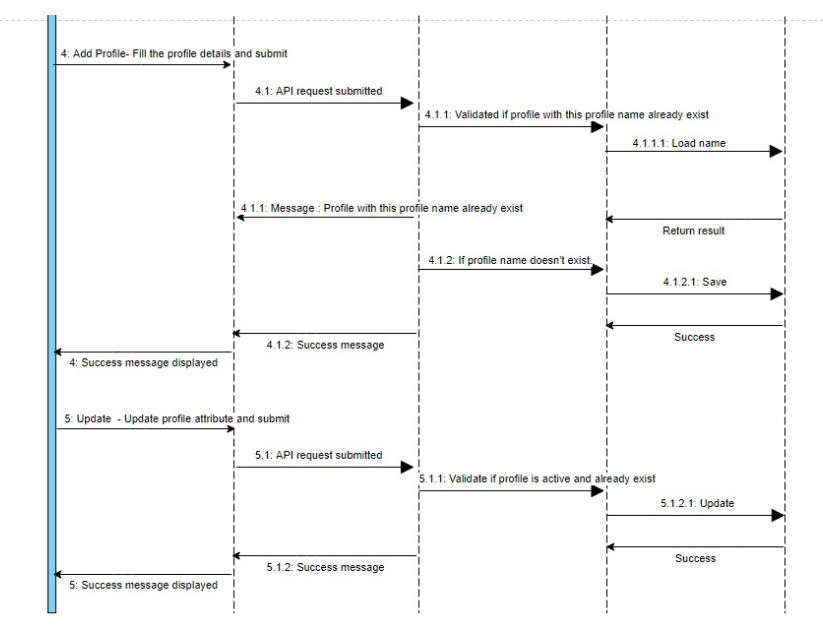 4: Add Profile- Fill the profile details and submit
4.1: API request submitted
4.1.1: Validated if profile with this profile name already exist
4.1.1.1: Load name
4.1.1: Message : Profile with this profile name already exist
Return result
4.1.2: If profile name doesn't exist.
4.1.2.1: Save
Success
4.1.2: Success message
4: Success message displayed
5: Update - Update profile attribute and submit
5.1: API request submitted
5.1.1: Validate if profile is active and already exist
5.1.2.1: Update
Success
5.1.2: Success message
5: Success message displayed